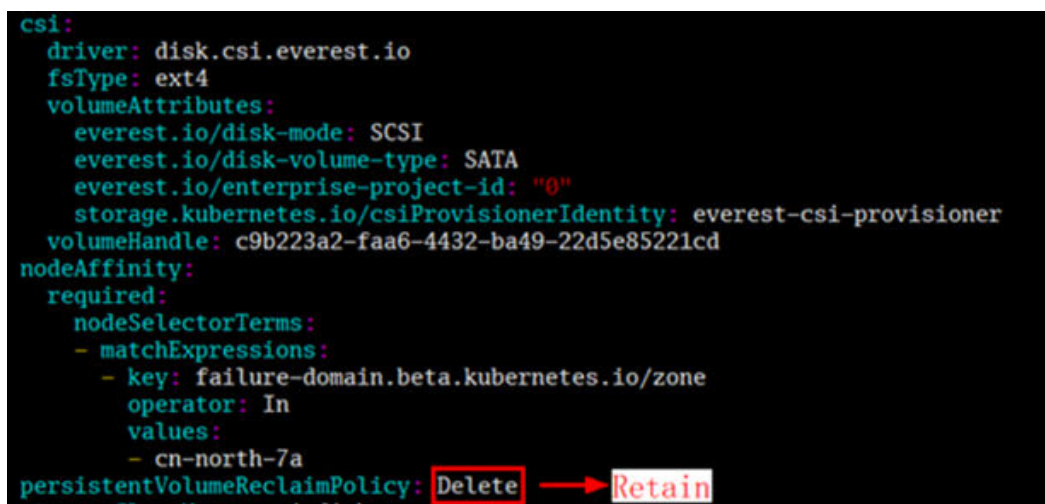 csi:
  driver: disk.csi.everest.io
  fsType: ext4
  volumeAttributes:
    everest.io/disk-mode: SCSI
    everest.io/disk-volume-type: SATA
    everest.io/enterprise-project-id: "0"
    storage.kubernetes.io/csiProvisionerIdentity: everest-csi-provisioner
  volumeHandle: c9b223a2-faa6-4432-ba49-22d5e85221cd
nodeAffinity:
  required:
    nodeSelectorTerms:
    - matchExpressions:
      - key: failure-domain.beta.kubernetes.io/zone
        operator: In
        values:
        - cn-north-7a
persistentVolumeReclaimPolicy: Delete Retain